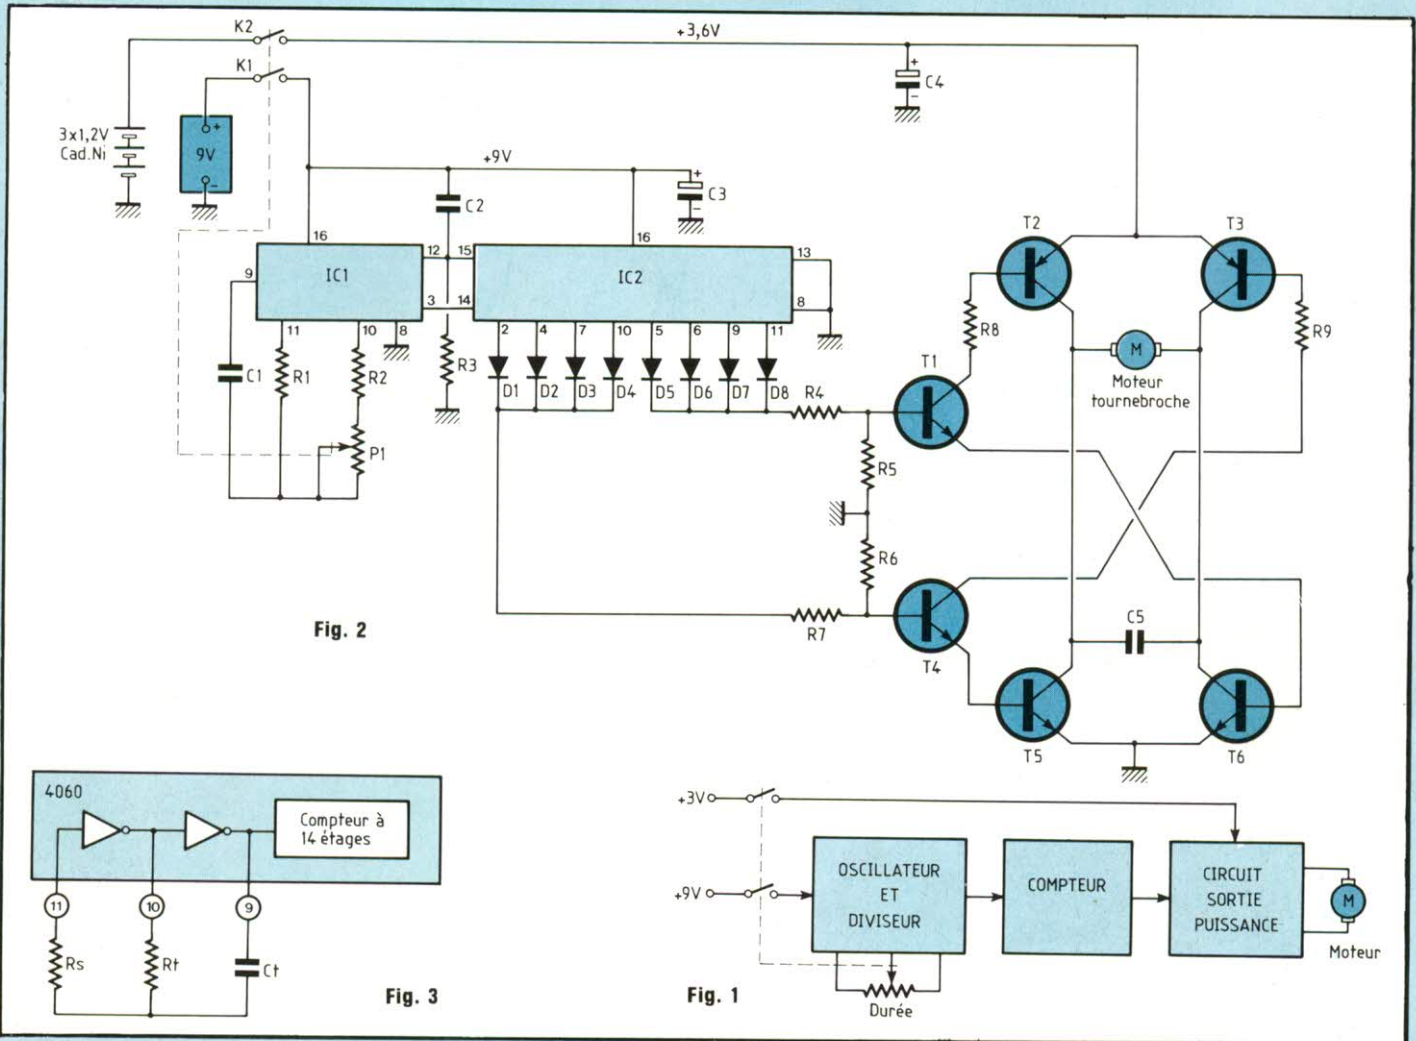 K2
+3,6V
K1
+
C4
-
3x1,2V
Cad.Ni
+
9V
-
+9V
+
C3
-
C2
T2
T3
16
16
12
15
13
9
IC1
IC2
3
14
8
11
10
8
2
4
7
10
5
6
9
11
R8
M
R9
C1
R1
R2
R3
D1
D2
D3
D4
D5
D6
D7
D8
R4
T1
Moteur
tournebroche
P1
R5
R6
Fig. 2
R7
T4
C5
T5
T6
4060
Compteur à
14 étages
11
10
9
Rs
Rt
Ct
Fig. 3
+3V
+9V
OSCILLATEUR
ET
DIVISEUR
COMPTEUR
CIRCUIT
SORTIE
PUISSANCE
M
Moteur
Fig. 1
Durée